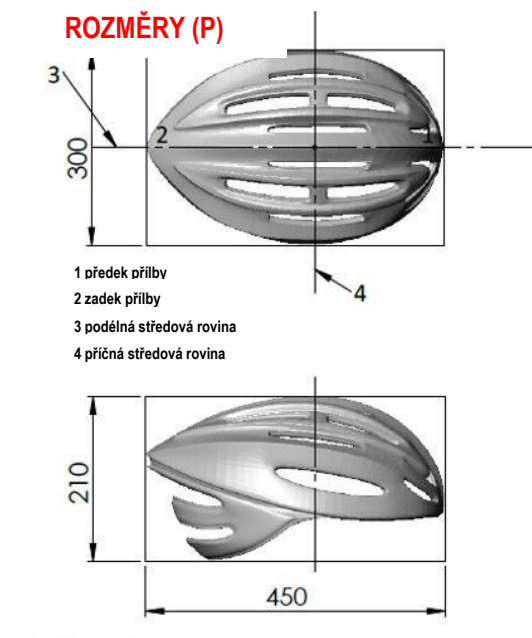 ROZMĚRY (P)
3
2
1
300
4
1 předek přílby
2 zadek přílby
3 podélná středová rovina
4 příčná středová rovina
210
450